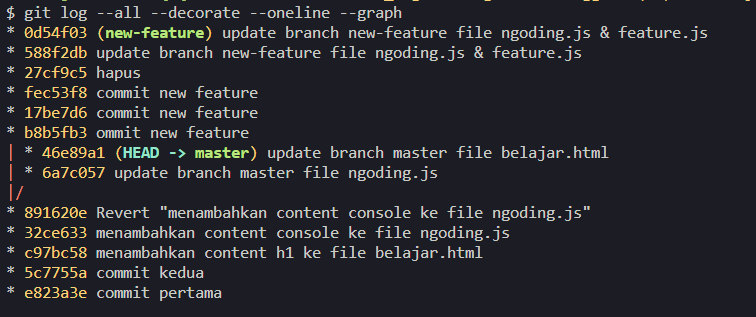 $ git log --all --decorate --oneline --graph
* 0d54f03 (new-feature) update branch new-feature file ngoding.js & feature.js
* 588f2db update branch new-feature file ngoding.js & feature.js
* 27cf9c5 hapus
* fec53f8 commit new feature
* 17be7d6 commit new feature
* b8b5fb3 ommit new feature
| * 46e89a1 (HEAD -> master) update branch master file belajar.html
| * 6a7c057 update branch master file ngoding.js
|/
* 891620e Revert "menambahkan content console ke file ngoding.js"
* 32ce633 menambahkan content console ke file ngoding.js
* c97bc58 menambahkan content h1 ke file belajar.html
* 5c7755a commit kedua
* e823a3e commit pertama